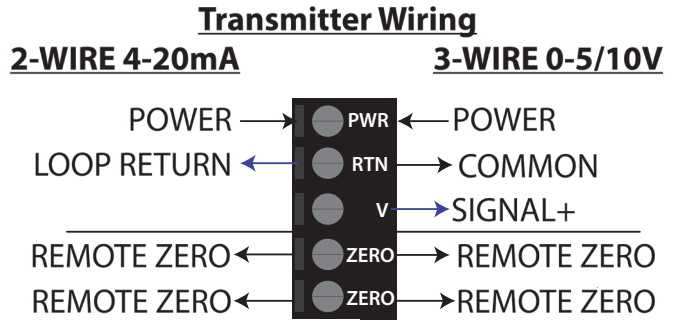 Transmitter Wiring
2-WIRE 4-20mA 3-WIRE 0-5/10V
POWER PWR POWER
LOOP RETURN RTN COMMON
V SIGNAL+
REMOTE ZERO ZERO REMOTE ZERO
REMOTE ZERO ZERO REMOTE ZERO